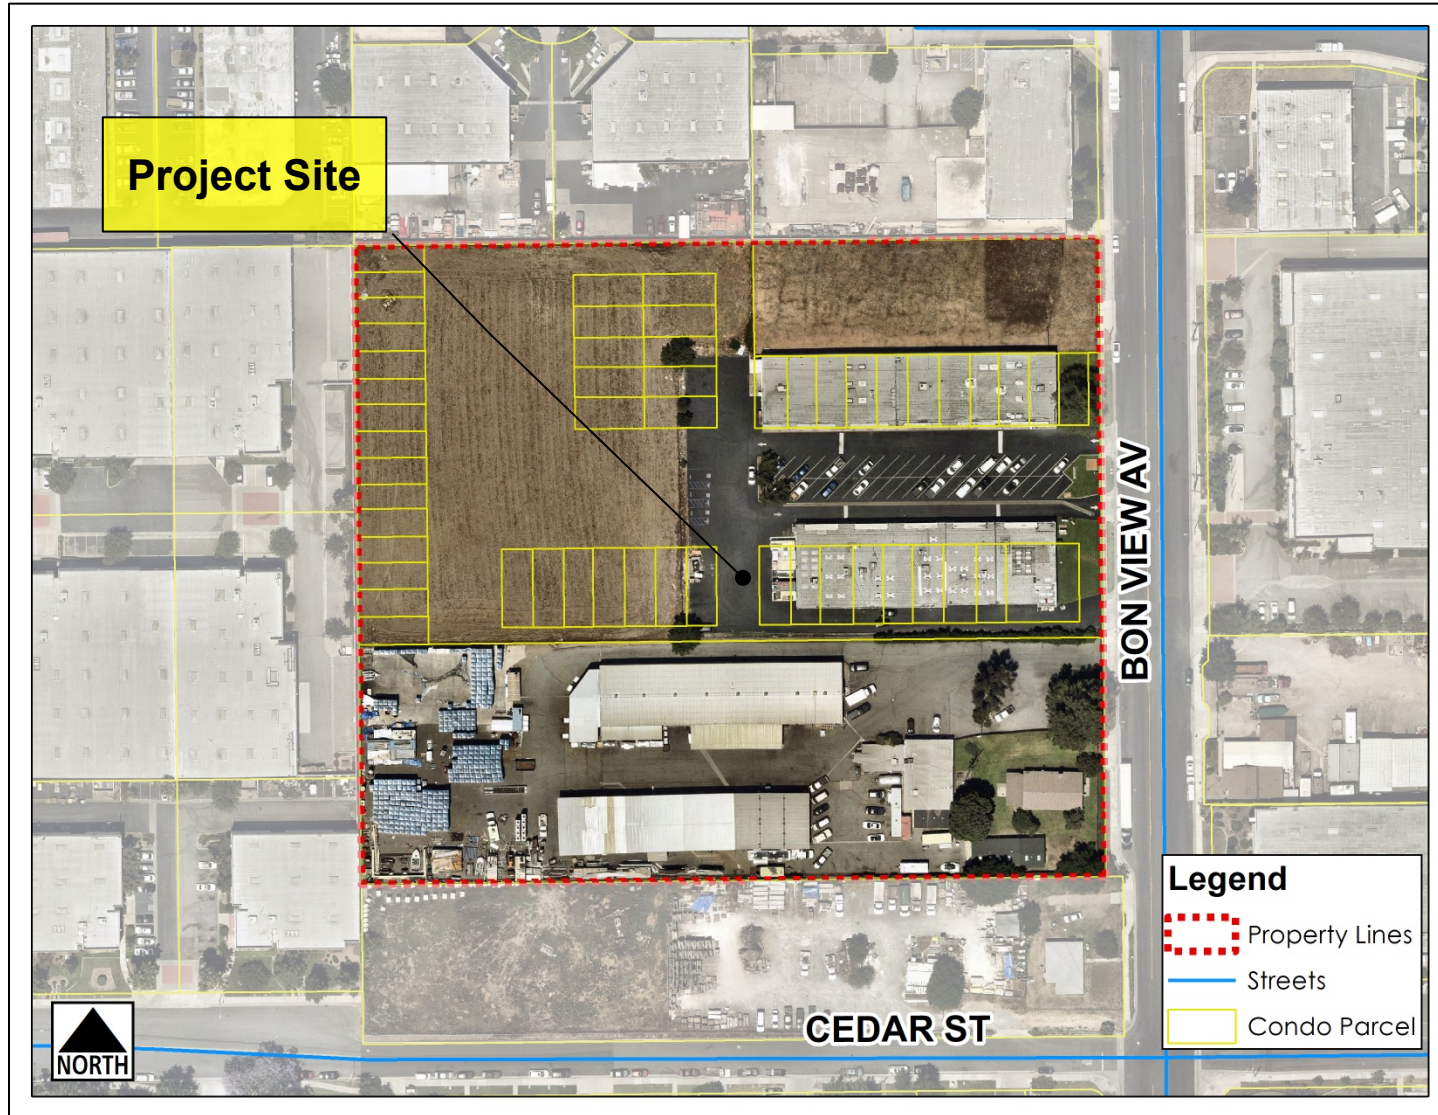 Project Site
BON VIEW AV
Legend
Property Lines
Streets
Condo Parcel
CEDAR ST
NORTH